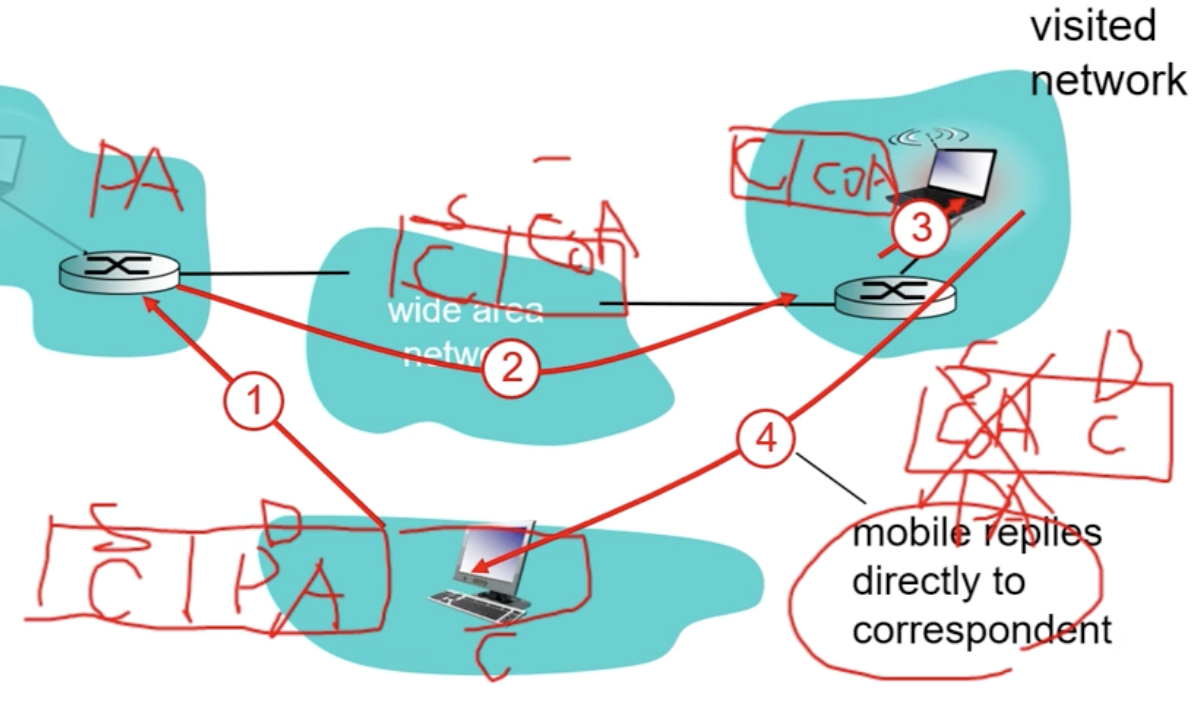 visited
network
PA
S
C CoA
C CoA
3
wide area
netw
2
1
4
S D
CoA C
PA
S D
C PA
C
mobile replies
directly to
correspondent